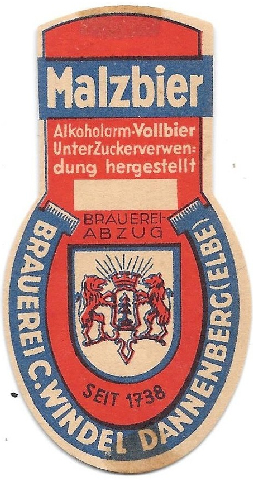 Malzbier
Alkoholarm-Vollbier
Unter Zuckerverwen=
dung hergestellt
BRAUEREI-
ABZUG
SEIT 1738
BRAUEREI C. WINDEL DANNENBERG (ELBE)